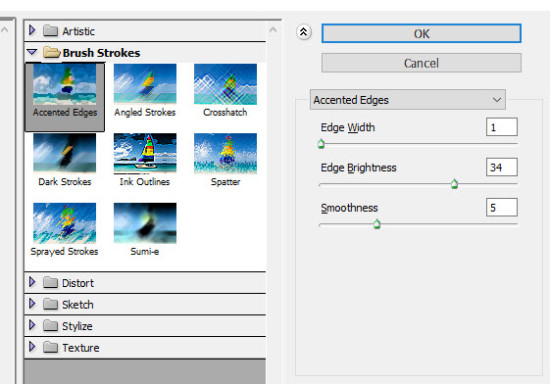 Artistic
Brush Strokes
Accented Edges
Angled Strokes
Crosshatch
Dark Strokes
Ink Outlines
Spatter
Sprayed Strokes
Sumi-e
Distort
Sketch
Stylize
Texture
OK
Cancel
Accented Edges
Edge Width
1
Edge Brightness
34
Smoothness
5